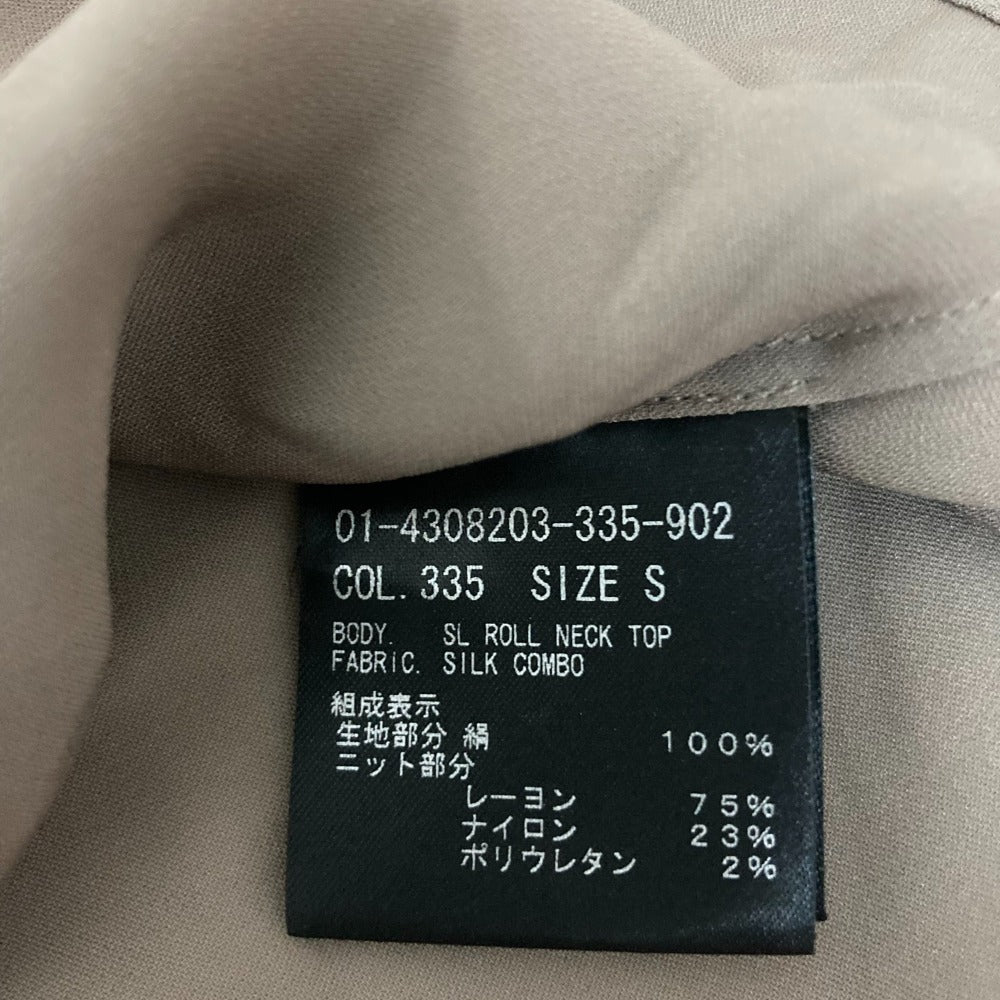 01-4308203-335-902
COL. 335 SIZE S
BODY. SL ROLL NECK TOP
FABRIC. SILK COMBO
組成表示
生地部分 絹 100%
ニット部分
レーヨン 75%
ナイロン 23%
ポリウレタン 2%